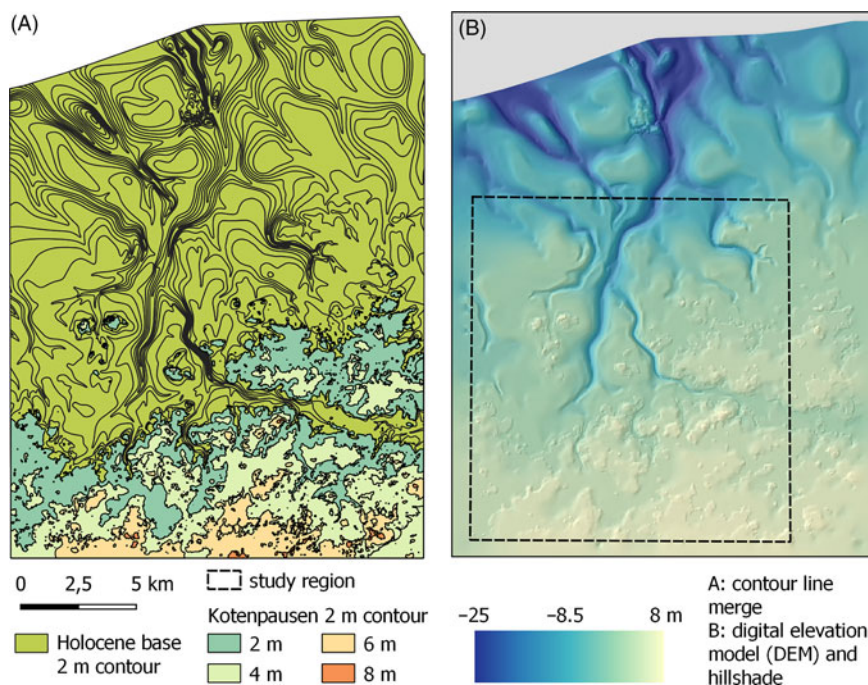 (A)
(B)
0 2,5 5 km
study region
Kotenpausen 2 m contour
Holocene base
2 m contour
2 m
6 m
4 m
8 m
−25 −8.5 8 m
A: contour line
merge
B: digital elevation
model (DEM) and
hillshade